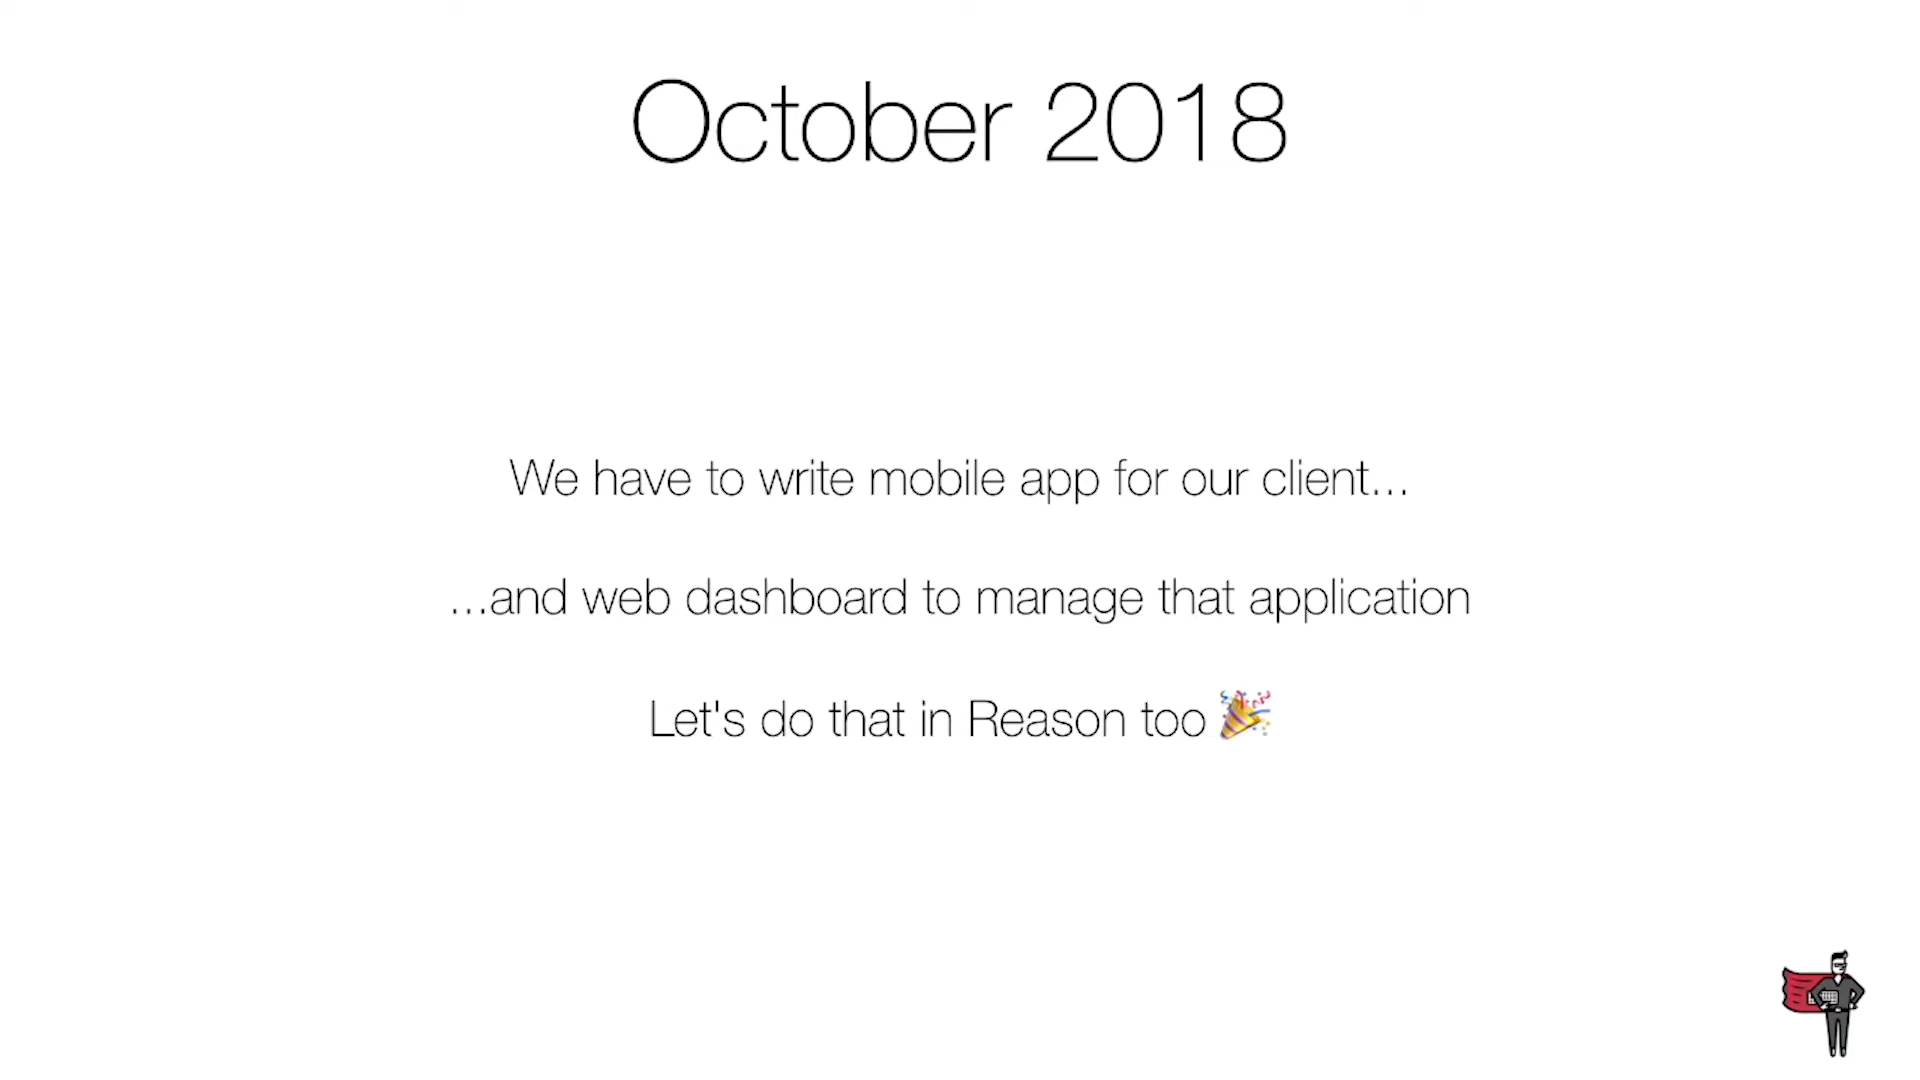 October 2018
We have to write mobile app for our client...
...and web dashboard to manage that application
Let's do that in Reason too 🎉